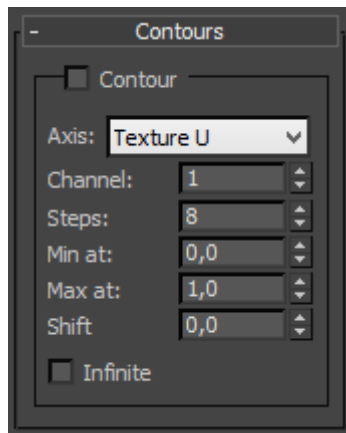 - Contours
Contour
Axis: Texture U
Channel: 1
Steps: 8
Min at: 0,0
Max at: 1,0
Shift 0,0
Infinite